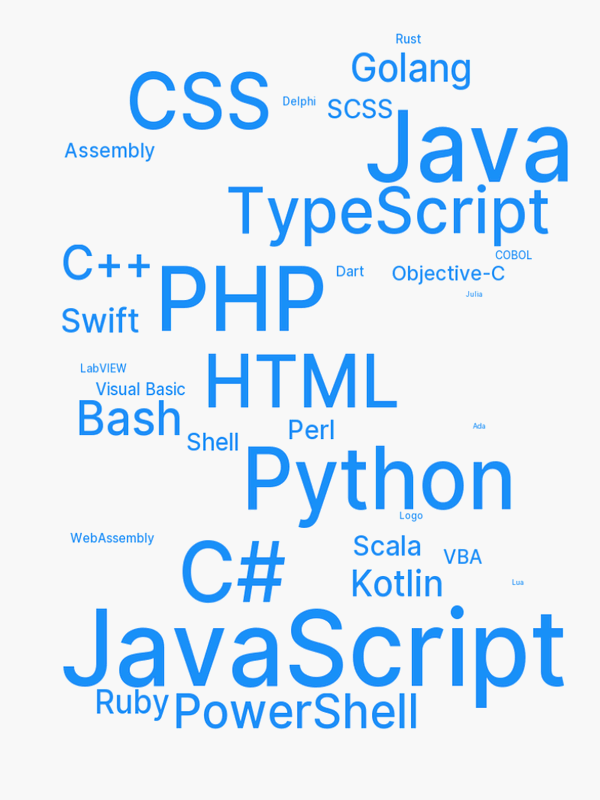 Rust
Golang
CSS
Delphi
SCSS
Java
Assembly
TypeScript
C++
COBOL
PHP
Dart
Objective-C
Julia
Swift
HTML
LabVIEW
Visual Basic
Bash
Shell
Perl
Ada
Python
Logo
WebAssembly
C#
Scala
VBA
Kotlin
Lua
JavaScript
Ruby
PowerShell